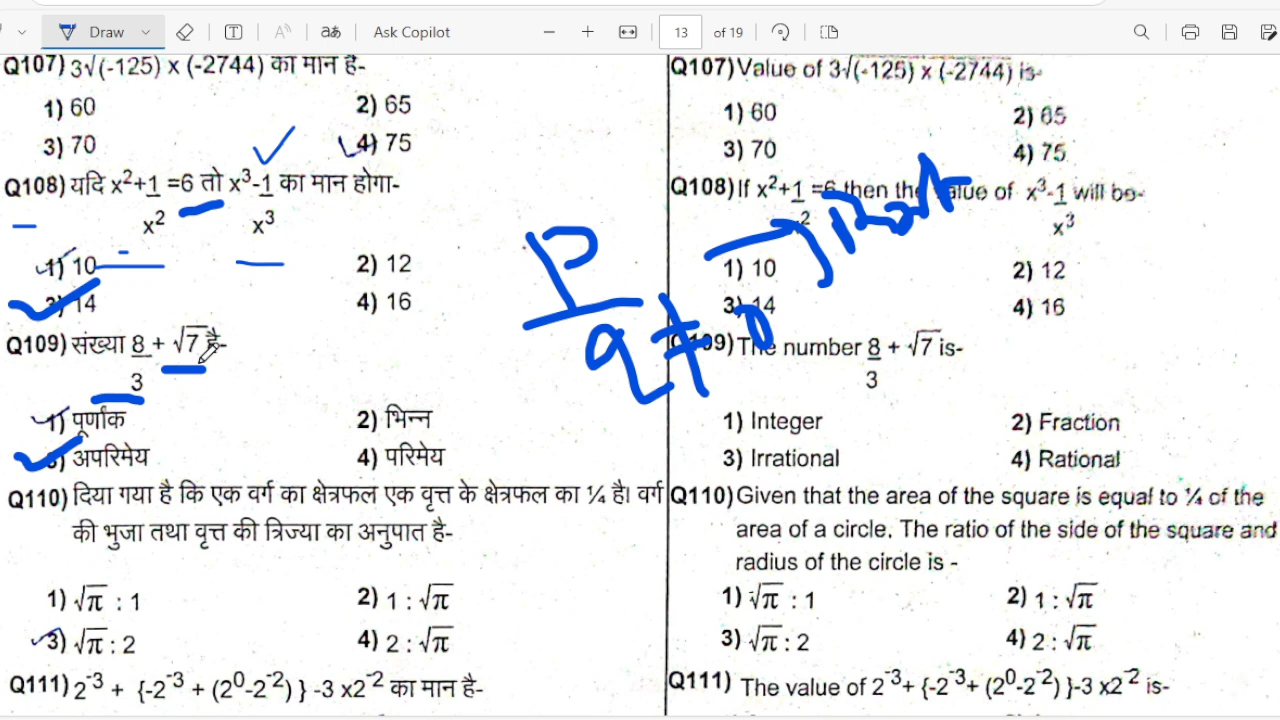 Draw
Ask Copilot
13 of 19
Q107) 3√(-125) x (-2744) का मान है-
1) 60
2) 65
3) 70
4) 75
Q108) यदि x²+1 =6 तो x³-1 का मान होगा-
x² x³
1) 10
2) 12
3) 14
4) 16
Q109) संख्या 8 + √7 है-
3
1) पूर्णांक
2) भिन्न
3) अपरिमेय
4) परिमेय
Q110) दिया गया है कि एक वर्ग का क्षेत्रफल एक वृत्त के क्षेत्रफल का ¼ है। वर्ग
की भुजा तथा वृत्त की त्रिज्या का अनुपात है-
1) √π : 1
2) 1 : √π
3) √π : 2
4) 2 : √π
Q111) 2⁻³ + {-2⁻³ + (2⁰-2⁻²) } -3 x2⁻² का मान है-
Q107) Value of 3√(-125) x (-2744) is-
1) 60
2) 65
3) 70
4) 75
Q108) If x²+1 =6 then the value of x³-1 will be-
2 x³
1) 10
2) 12
3) 14
4) 16
Q109) The number 8 + √7 is-
3
1) Integer
2) Fraction
3) Irrational
4) Rational
Q110) Given that the area of the square is equal to ¼ of the
area of a circle. The ratio of the side of the square and
radius of the circle is -
1) √π : 1
2) 1 : √π
3) √π : 2
4) 2 : √π
Q111) The value of 2⁻³+ {-2⁻³+ (2⁰-2⁻²) }-3 x2⁻² is-
P
q ≠ 0